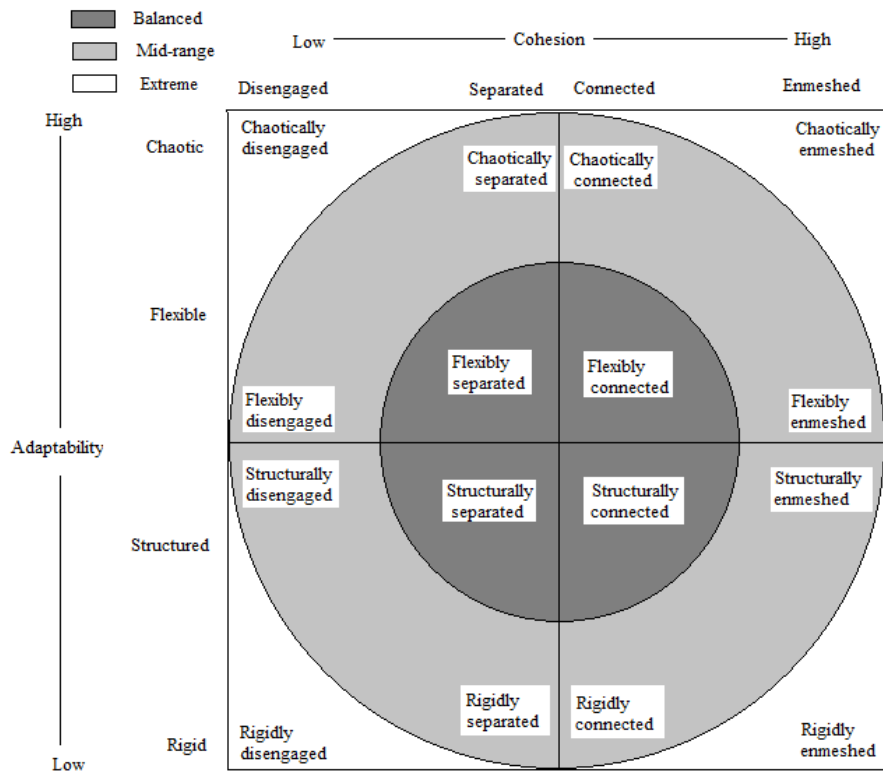 Balanced
Mid-range
Extreme
Low
Cohesion
High
Disengaged
Separated
Connected
Enmeshed
High
Adaptability
Low
Chaotic
Flexible
Structured
Rigid
Chaotically
disengaged
Chaotically
separated
Chaotically
connected
Chaotically
enmeshed
Flexibly
disengaged
Flexibly
separated
Flexibly
connected
Flexibly
enmeshed
Structurally
disengaged
Structurally
separated
Structurally
connected
Structurally
enmeshed
Rigidly
disengaged
Rigidly
separated
Rigidly
connected
Rigidly
enmeshed